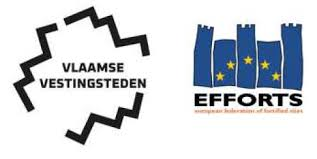 VLAAMSE
VESTINGSTEDEN
EFFORTS
european federation of fortified sites